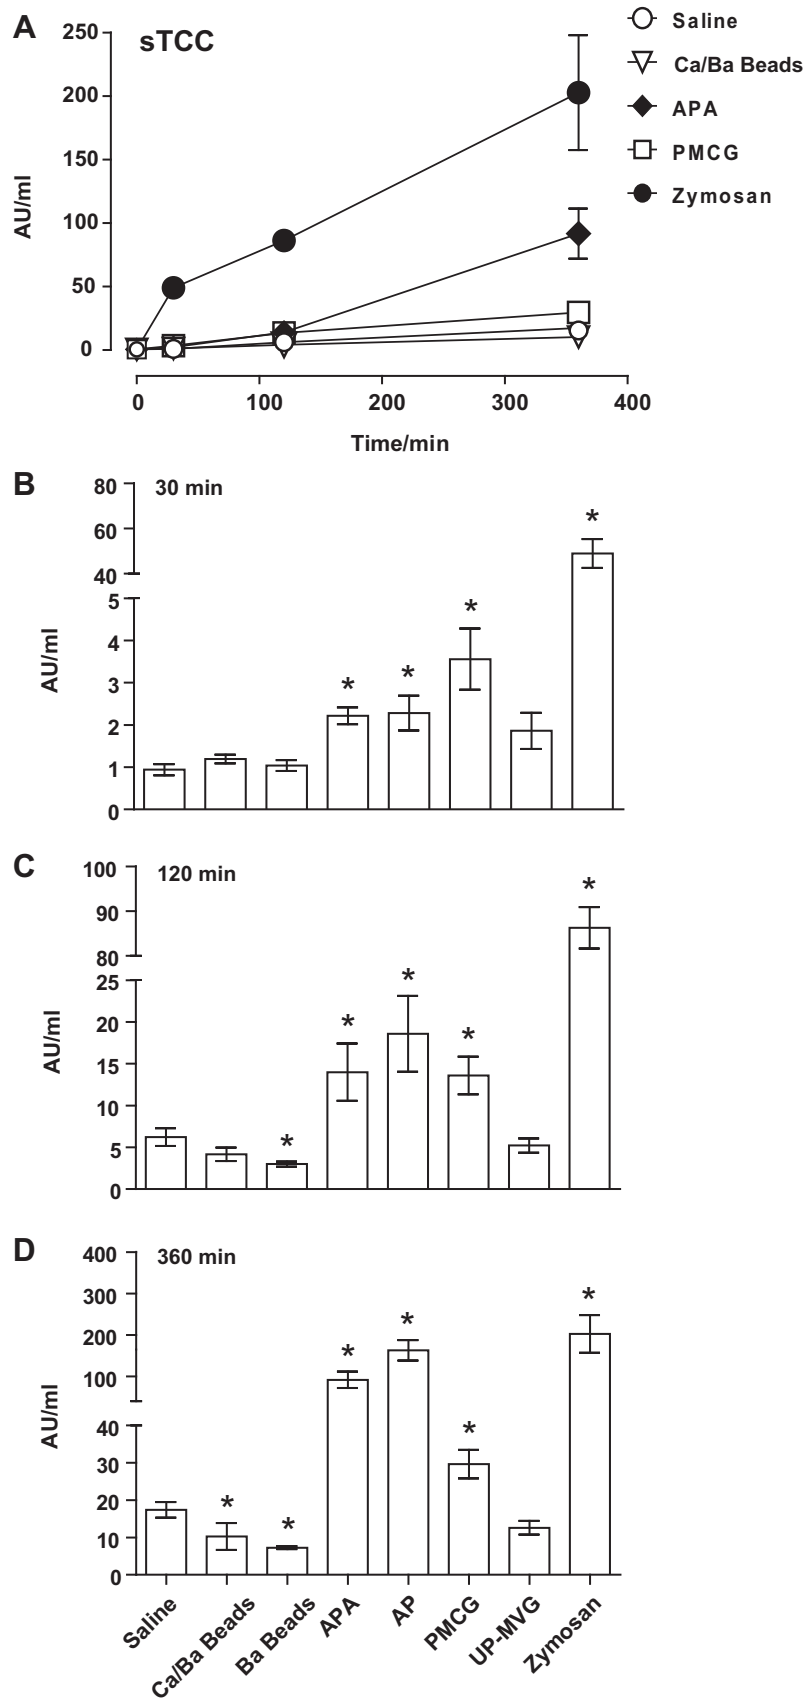 A
sTCC
250
200
150
100
50
0
AU/ml
0 100 200 300 400
Time/min
Saline
Ca/Ba Beads
APA
PMCG
Zymosan
B
30 min
80
60
40
5
4
3
2
1
0
AU/ml
* * * *
C
120 min
100
90
80
25
20
15
10
5
0
AU/ml
* * * * *
D
360 min
400
300
200
100
40
30
20
10
0
AU/ml
* * * * * *
Saline
Ca/Ba Beads
Ba Beads
APA
AP
PMCG
UP-MVG
Zymosan